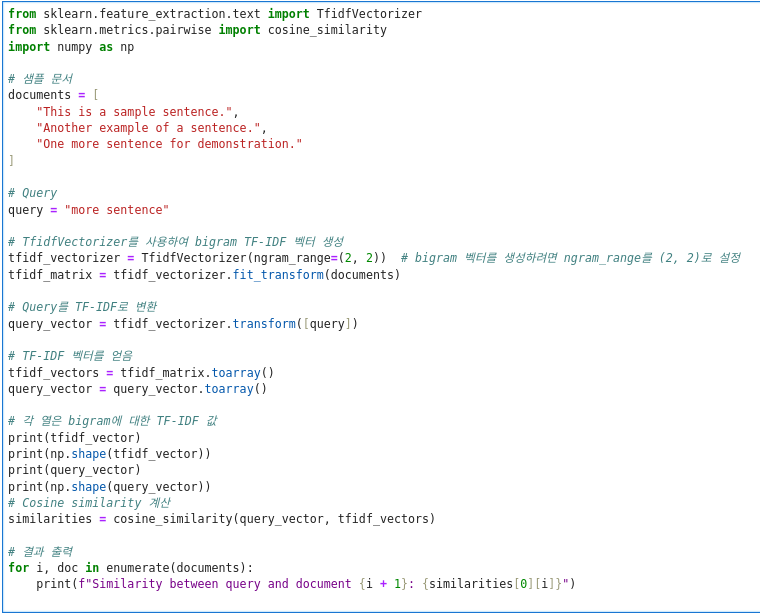 from sklearn.feature_extraction.text import TfidfVectorizer
from sklearn.metrics.pairwise import cosine_similarity
import numpy as np

# 샘플 문서
documents = [
    "This is a sample sentence.",
    "Another example of a sentence.",
    "One more sentence for demonstration."
]

# Query
query = "more sentence"

# TfidfVectorizer를 사용하여 bigram TF-IDF 벡터 생성
tfidf_vectorizer = TfidfVectorizer(ngram_range=(2, 2))  # bigram 벡터를 생성하려면 ngram_range를 (2, 2)로 설정
tfidf_matrix = tfidf_vectorizer.fit_transform(documents)

# Query를 TF-IDF로 변환
query_vector = tfidf_vectorizer.transform([query])

# TF-IDF 벡터를 얻음
tfidf_vectors = tfidf_matrix.toarray()
query_vector = query_vector.toarray()

# 각 열은 bigram에 대한 TF-IDF 값
print(tfidf_vector)
print(np.shape(tfidf_vector))
print(query_vector)
print(np.shape(query_vector))
# Cosine similarity 계산
similarities = cosine_similarity(query_vector, tfidf_vectors)

# 결과 출력
for i, doc in enumerate(documents):
    print(f"Similarity between query and document {i + 1}: {similarities[0][i]}")